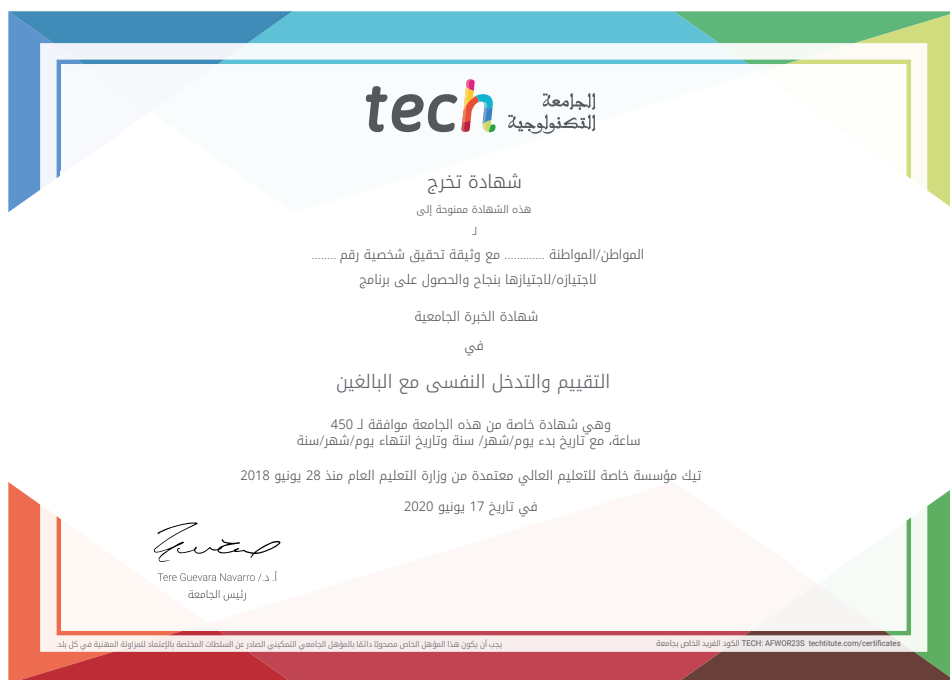 tech الجامعة
التكنولوجية
شهادة تخرج
هذه الشهادة ممنوحة إلى
لـ
المواطن/المواطنة ............ مع وثيقة تحقيق شخصية رقم ........
لاجتيازه/لاجتيازها بنجاح والحصول على برنامج
شهادة الخبرة الجامعية
في
التقييم والتدخل النفسي مع البالغين
وهي شهادة خاصة من هذه الجامعة موافقة لـ 450
ساعة، مع تاريخ بدء يوم/شهر/ سنة وتاريخ انتهاء يوم/شهر/سنة
تيك مؤسسة خاصة للتعليم العالي معتمدة من وزارة التعليم العام منذ 28 يونيو 2018
في تاريخ 17 يونيو 2020
أ. د./ Tere Guevara Navarro
رئيس الجامعة
يجب أن يكون هذا المؤهل الخاص مصحوبًا دائمًا بالمؤهل الجامعي التمكيني الصادر عن السلطات المختصة بالإعتماد للمزاولة المهنية في كل بلد.
الكود الفريد الخاص بجامعة TECH: AFWOR23S techtitute.com/certificates